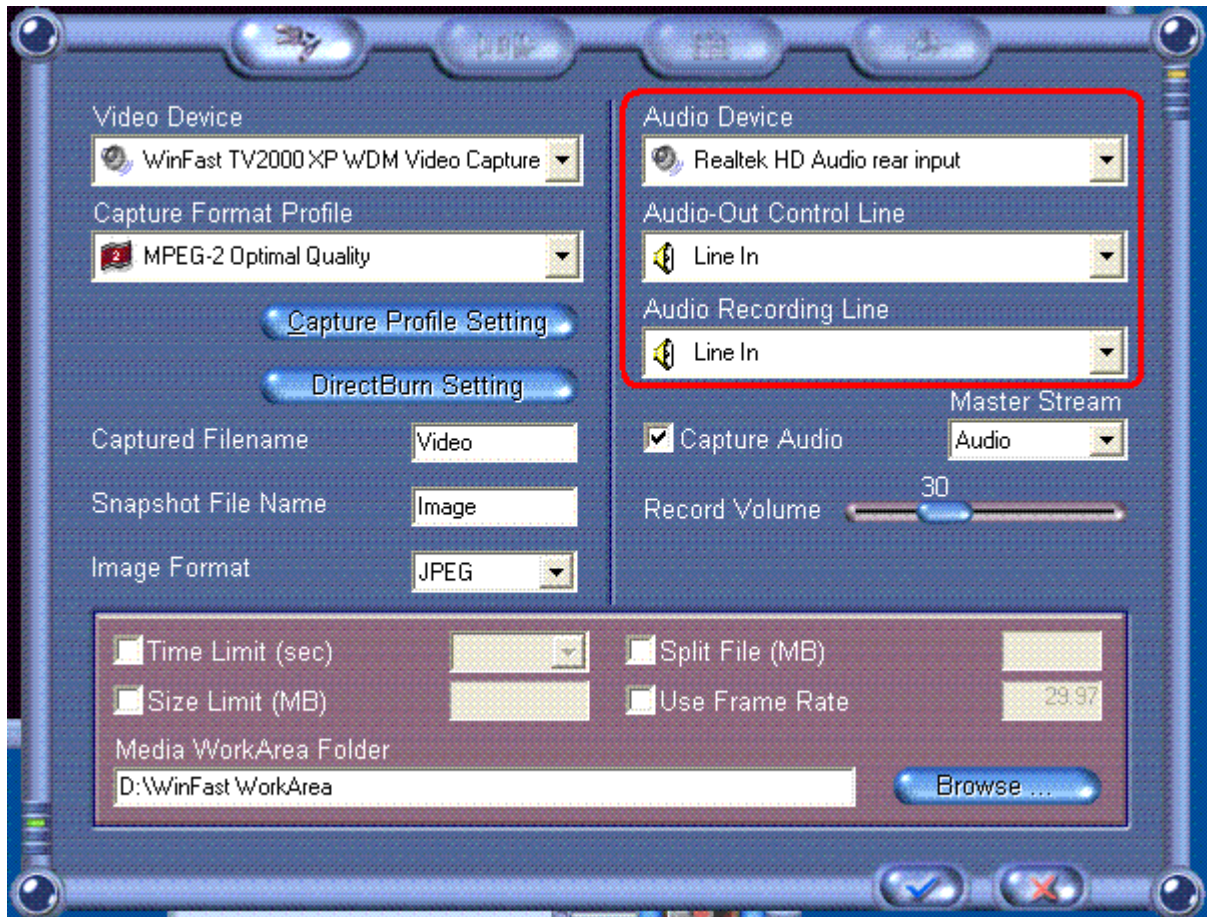 Video Device
WinFast TV2000 XP WDM Video Capture
Capture Format Profile
2
MPEG-2 Optimal Quality
Capture Profile Setting
DirectBurn Setting
Captured Filename
Video
Snapshot File Name
Image
Image Format
JPEG
Audio Device
Realtek HD Audio rear input
Audio-Out Control Line
Line In
Audio Recording Line
Line In
Master Stream
Capture Audio
Audio
30
Record Volume
Time Limit (sec)
Split File (MB)
Size Limit (MB)
Use Frame Rate
29.97
Media WorkArea Folder
D:\WinFast WorkArea
Browse ...